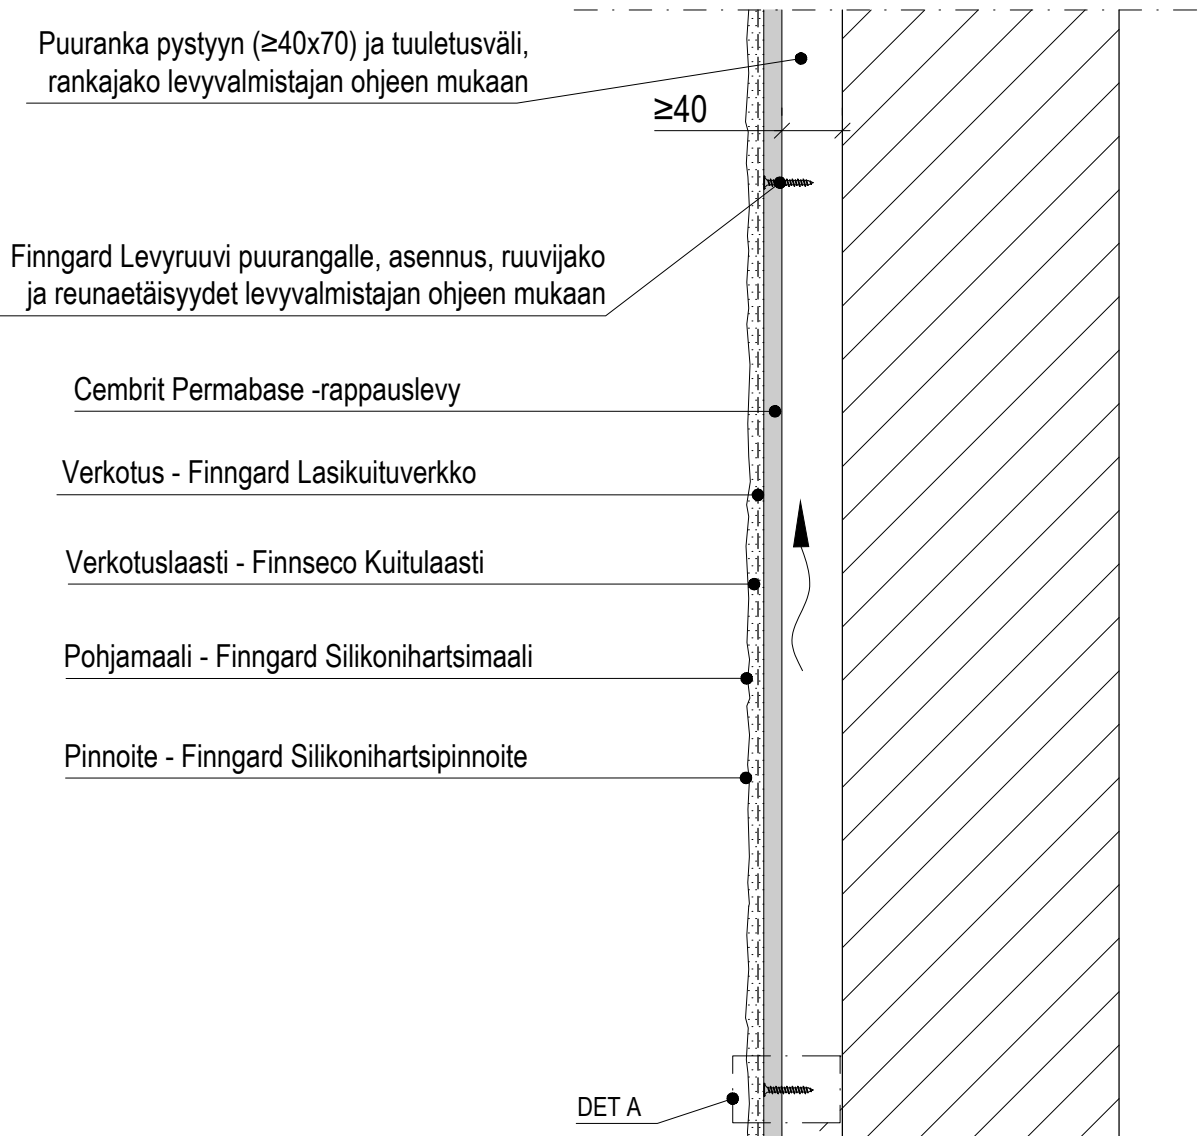 Puuranka pystyyn (≥40x70) ja tuuletusväli,
rankajako levyvalmistajan ohjeen mukaan
≥40
Finngard Levyruuvi puurangalle, asennus, ruuvijako
ja reunaetäisyydet levyvalmistajan ohjeen mukaan
Cembrit Permabase -rappauslevy
Verkotus - Finngard Lasikuituverkko
Verkotuslaasti - Finnseco Kuitulaasti
Pohjamaali - Finngard Silikonihartsimaali
Pinnoite - Finngard Silikonihartsipinnoite
DET A